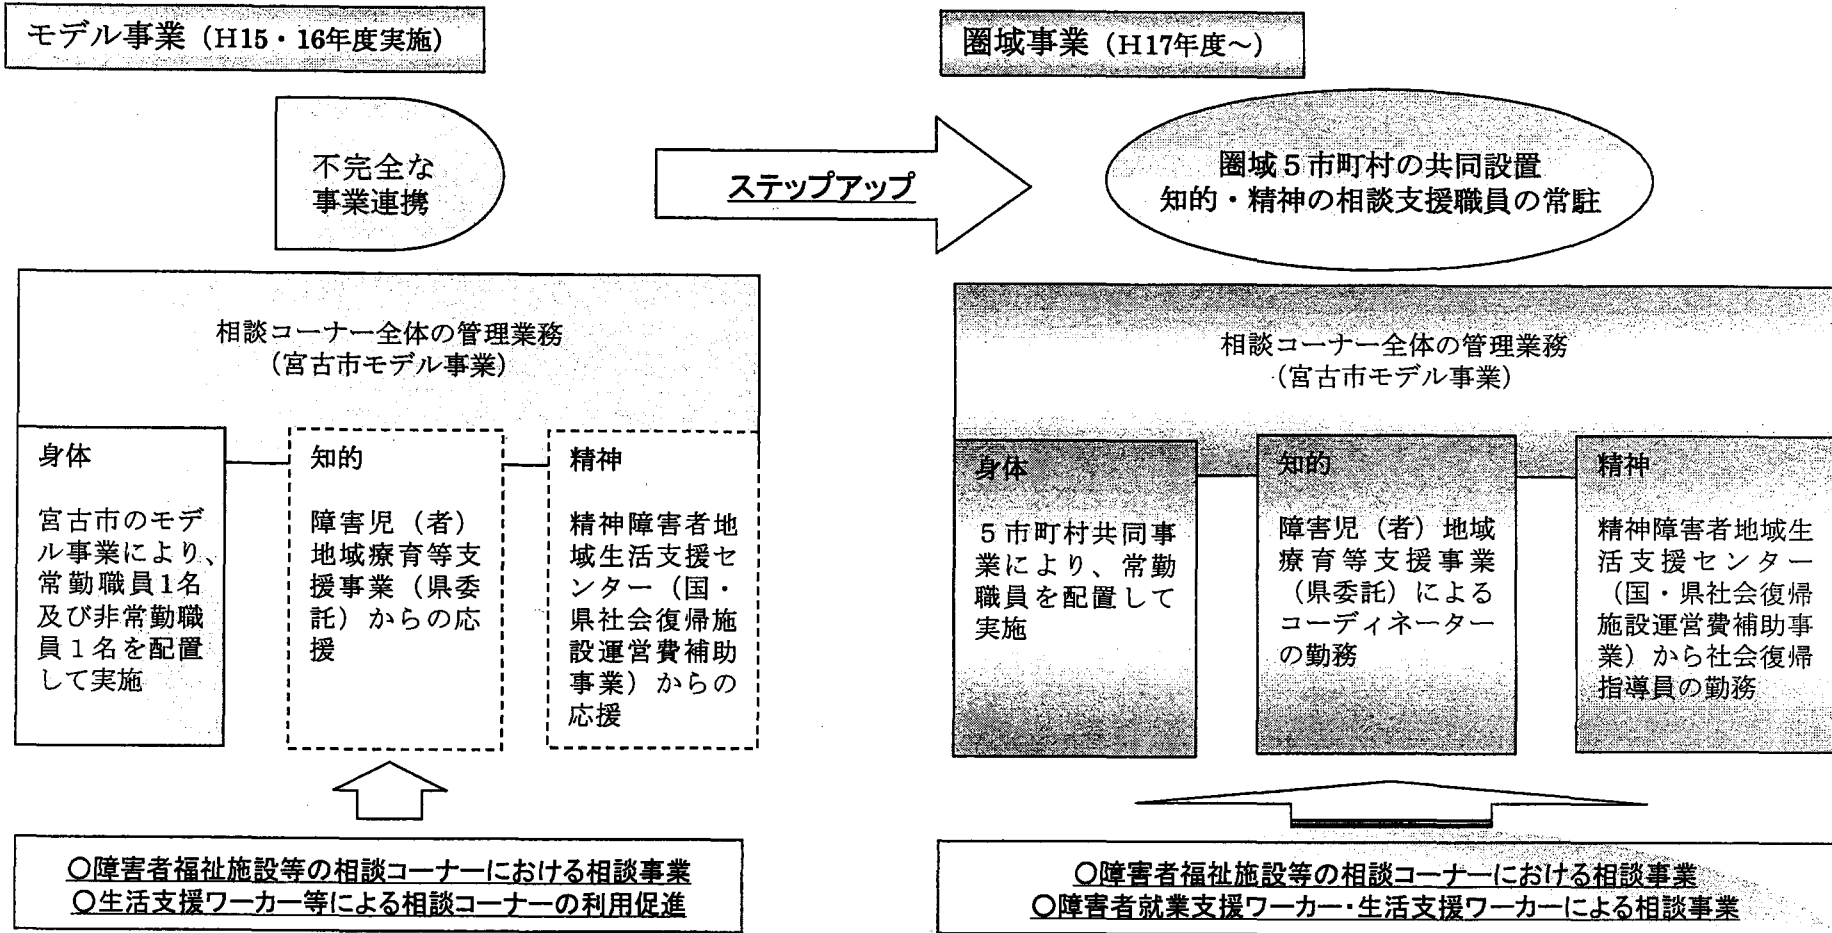 モデル事業（H15・16年度実施）
不完全な
事業連携
ステップアップ
相談コーナー全体の管理業務
（宮古市モデル事業）
身体
宮古市のモデ
ル事業により、
常勤職員1名
及び非常勤職
員１名を配置
して実施
知的
障害児（者）
地域療育等支
援事業（県委
託）からの応
援
精神
精神障害者地
域生活支援セ
ンター（国・
県社会復帰施
設運営費補助
事業）からの
応援
〇障害者福祉施設等の相談コーナーにおける相談事業
〇生活支援ワーカー等による相談コーナーの利用促進
圏域事業（H17年度～）
圏域５市町村の共同設置
知的・精神の相談支援職員の常駐
相談コーナー全体の管理業務
（宮古市モデル事業）
身体
５市町村共同事
業により、常勤
職員を配置して
実施
知的
障害児（者）地域
療育等支援事業
（県委託）による
コーディネーター
の勤務
精神
精神障害者地域生
活支援センター
（国・県社会復帰
施設運営費補助事
業）から社会復帰
指導員の勤務
〇障害者福祉施設等の相談コーナーにおける相談事業
〇障害者就業支援ワーカー・生活支援ワーカーによる相談事業